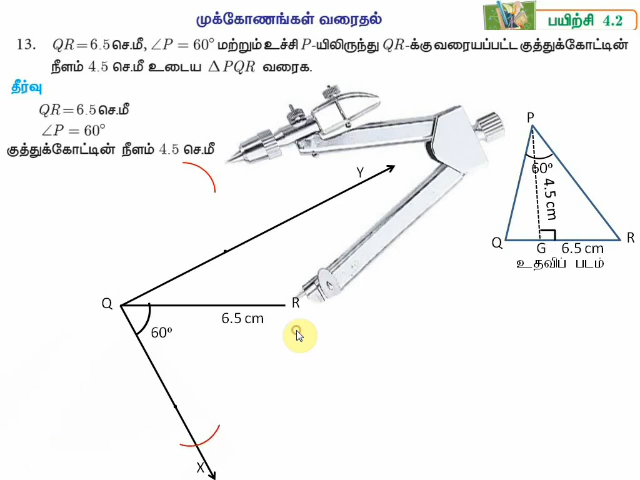 முக்கோணங்கள் வரைதல்
பயிற்சி 4.2
13. QR = 6.5 செ.மீ, ∠P = 60° மற்றும் உச்சி P-யிலிருந்து QR-க்கு வரையப்பட்ட குத்துக்கோட்டின்
நீளம் 4.5 செ.மீ உடைய ΔPQR வரைக.
தீர்வு
QR = 6.5 செ.மீ
∠P = 60°
குத்துக்கோட்டின் நீளம் 4.5 செ.மீ
P
60°
4.5 cm
Q
G
6.5 cm
R
உதவிப் படம்
Y
Q
R
6.5 cm
60°
X